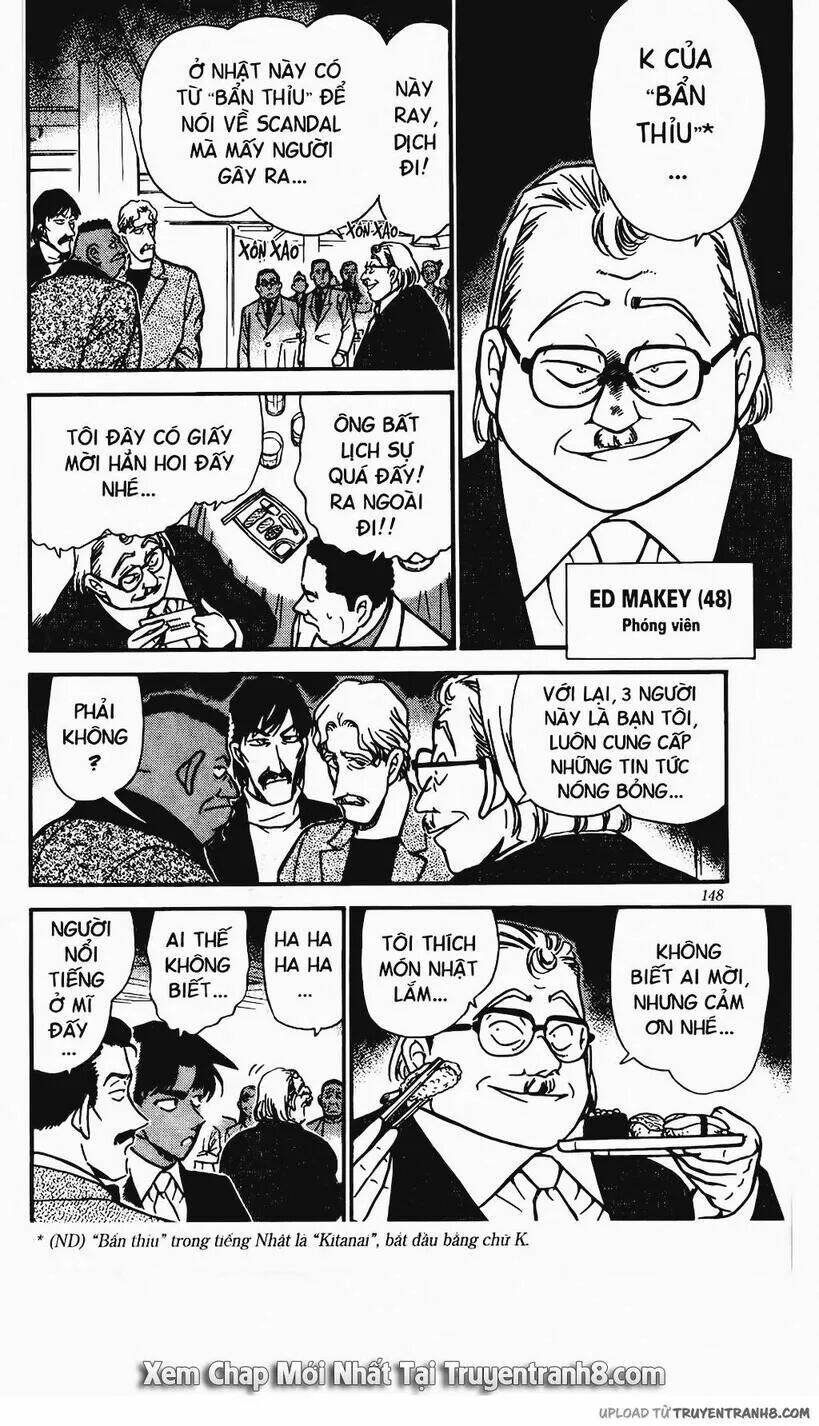 K CỦA
"BẨN
THỈU"*
...
NÀY
RAY,
DỊCH
ĐI!
Ở NHẬT NÀY CÓ
TỪ "BẨN THỈU" ĐỂ
NÓI VỀ SCANDAL
MÀ MẤY NGƯỜI
GÂY RA...
XÔN XAO
XÔN XAO
ED MAKEY (48)
Phóng viên
ÔNG BẤT
LỊCH SỰ
QUÁ ĐẤY!
RA NGOÀI
ĐI!!
TÔI ĐÂY CÓ GIẤY
MỜI HẲN HOI ĐẤY
NHÉ...
VỚI LẠI, 3 NGƯỜI
NÀY LÀ BẠN TÔI,
LUÔN CUNG CẤP
NHỮNG TIN TỨC
NÓNG BỎNG...
PHẢI
KHÔNG
?
148
KHÔNG
BIẾT AI MỜI,
NHƯNG CẢM
ƠN NHÉ...
TÔI THÍCH
MÓN NHẬT
LẮM...
HA HA
HA HA
...
AI THẾ
KHÔNG
BIẾT...
NGƯỜI
NỔI
TIẾNG
Ở MĨ
ĐẤY
...
* (ND) "Bẩn thỉu" trong tiếng Nhật là "Kitanai", bắt đầu bằng chữ K.
Xem Chap Mới Nhất Tại Truyentranh8.com
UPLOAD TỪ TRUYENTRANH8.COM